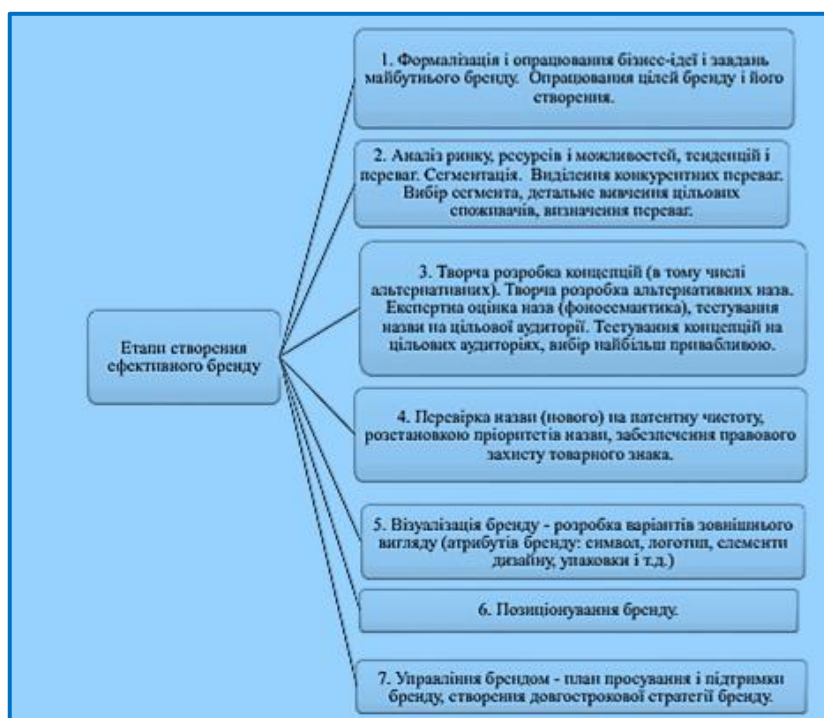 1. Формалізація і опрацювання бізнес-ідеї і завдань
майбутнього бренду. Опрацювання цілей бренду і його
створення.
2. Аналіз ринку, ресурсів і можливостей, тенденцій і
переваг. Сегментація. Виділення конкурентних переваг.
Вибір сегмента, детальне вивчення цільових
споживачів, визначення переваг.
3. Творча розробка концепцій (в тому числі
альтернативних). Творча розробка альтернативних назв.
Експертна оцінка назв (фоносемантика), тестування
назви на цільової аудиторії. Тестування концепцій на
цільових аудиторіях, вибір найбільш привабливою.
Етапи створення
ефективного бренду
4. Перевірка назви (нового) на патентну чистоту,
розстановкою пріоритетів назви, забезпечення правового
захисту товарного знака.
5. Візуалізація бренду - розробка варіантів зовнішнього
вигляду (атрибутів бренду: символ, логотип, елементи
дизайну, упаковки і т.д.)
6. Позиціонування бренду.
7. Управління брендом - план просування і підтримки
бренду, створення довгострокової стратегії бренду.